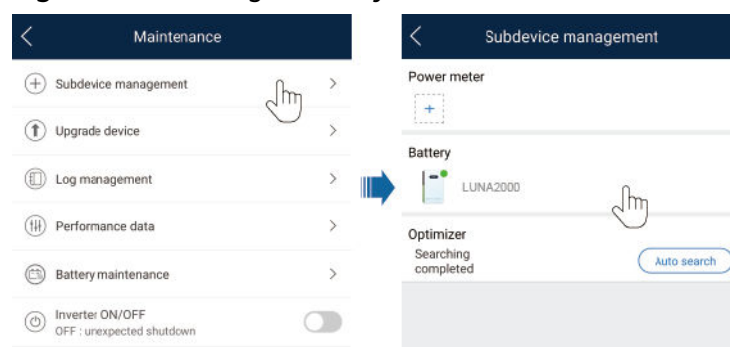 Maintenance
Subdevice management
Upgrade device
Log management
Performance data
Battery maintenance
Inverter ON/OFF
OFF : unexpected shutdown
Subdevice management
Power meter
+
Battery
LUNA2000
Optimizer
Searching
completed
Auto search